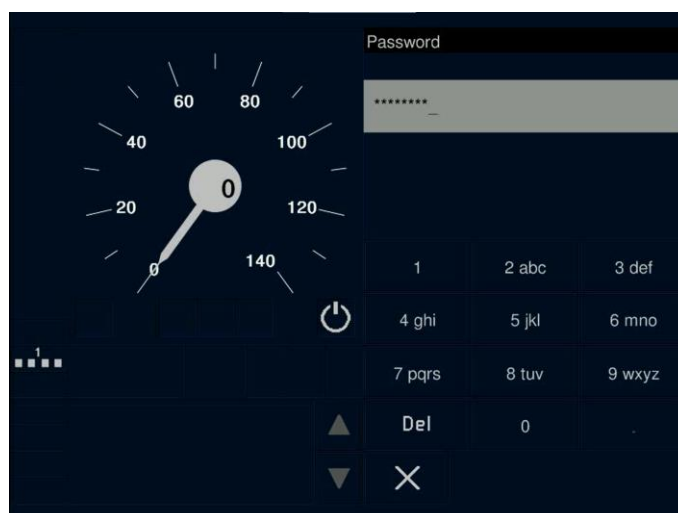 Password
********_
60 80
40 100
0
20 120
0 140
1 2 abc 3 def
4 ghi 5 jkl 6 mno
1
7 pqrs 8 tuv 9 wxyz
Del 0 .